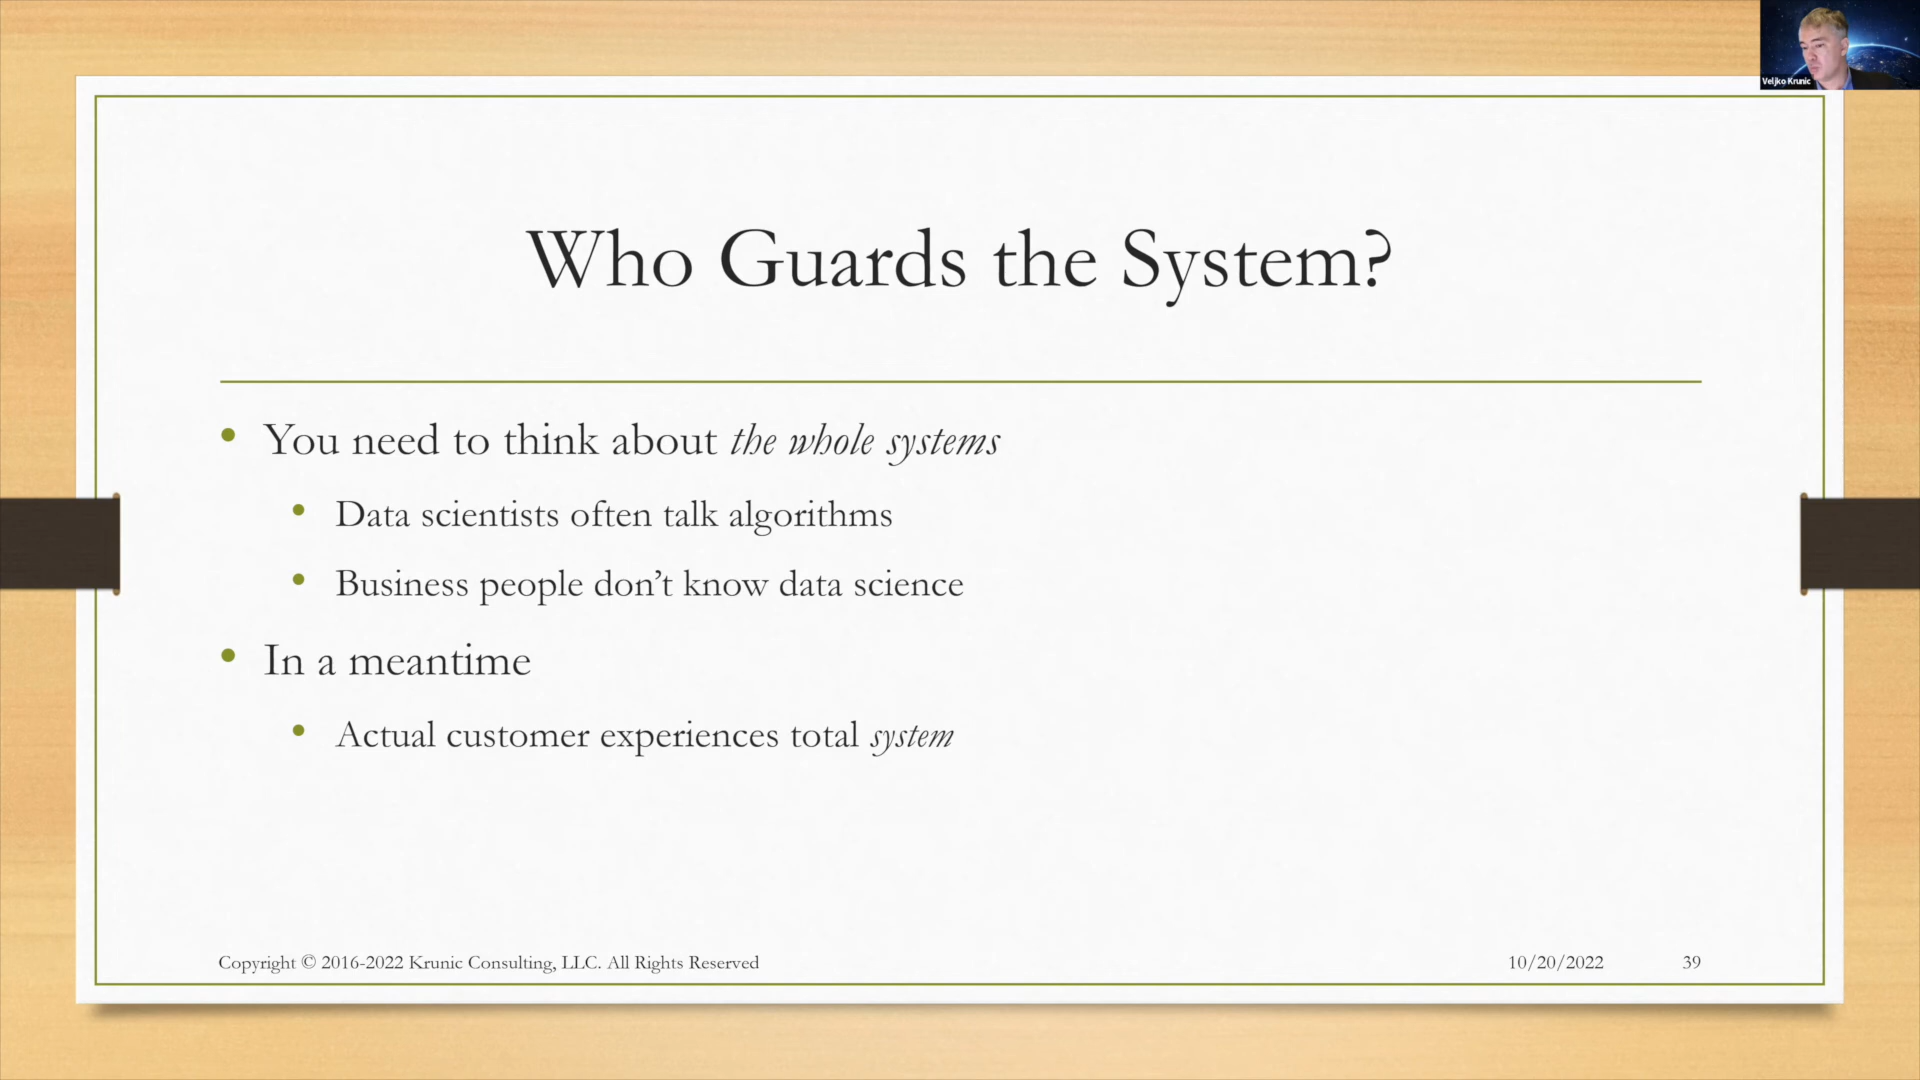 Veljko Krunic
Who Guards the System?
• You need to think about the whole systems
• Data scientists often talk algorithms
• Business people don’t know data science
• In a meantime
• Actual customer experiences total system
Copyright © 2016-2022 Krunic Consulting, LLC. All Rights Reserved
10/20/2022
39